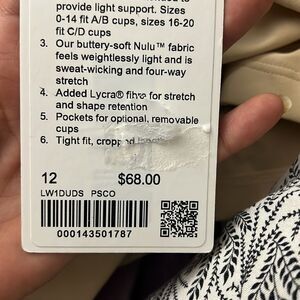 provide light support. Sizes
0-14 fit A/B cups, sizes 16-20
fit C/D cups
3. Our buttery-soft Nulu™ fabric
feels weightlessly light and is
sweat-wicking and four-way
stretch
4. Added Lycra® fibre for stretch
and shape retention
5. Pockets for optional, removable
cups
6. Tight fit, cropped length
12 $68.00
LW1DUDS PSCO
000143501787